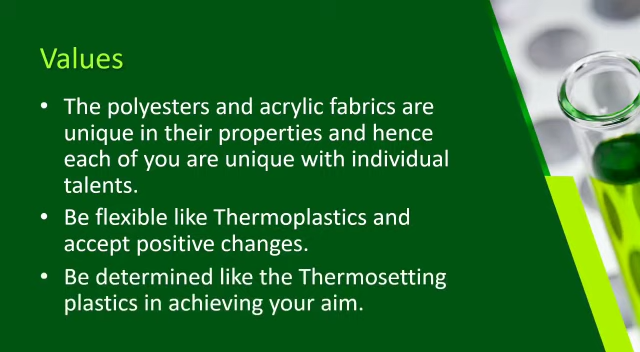 Values
• The polyesters and acrylic fabrics are
unique in their properties and hence
each of you are unique with individual
talents.
• Be flexible like Thermoplastics and
accept positive changes.
• Be determined like the Thermosetting
plastics in achieving your aim.